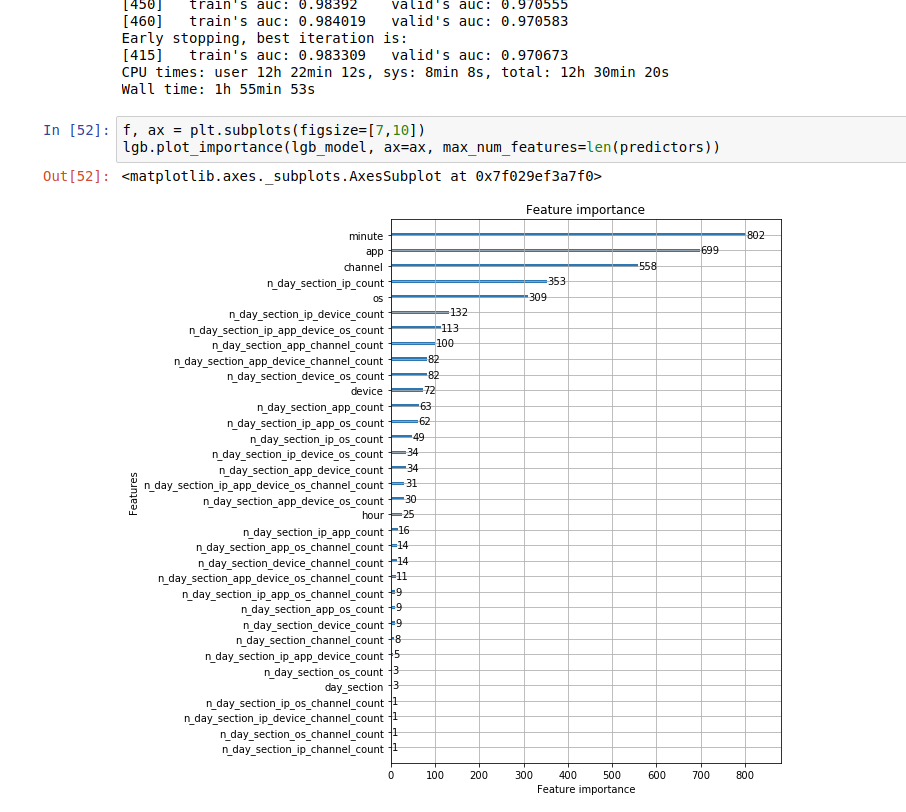 [450] train's auc: 0.98392 valid's auc: 0.970555
[460] train's auc: 0.984019 valid's auc: 0.970583
Early stopping, best iteration is:
[415] train's auc: 0.983309 valid's auc: 0.970673
CPU times: user 12h 22min 12s, sys: 8min 8s, total: 12h 30min 20s
Wall time: 1h 55min 53s
In [52]: f, ax = plt.subplots(figsize=[7,10])
lgb.plot_importance(lgb_model, ax=ax, max_num_features=len(predictors))
Out[52]: <matplotlib.axes._subplots.AxesSubplot at 0x7f029ef3a7f0>
Feature importance
minute 802
app 699
channel 558
n_day_section_ip_count 353
os 309
n_day_section_ip_device_count 132
n_day_section_ip_app_device_os_count 113
n_day_section_app_channel_count 100
n_day_section_app_device_channel_count 82
n_day_section_device_os_count 82
device 72
n_day_section_app_count 63
n_day_section_ip_app_os_count 62
n_day_section_ip_os_count 49
n_day_section_ip_device_os_count 34
n_day_section_app_device_count 34
n_day_section_ip_app_device_os_channel_count 31
n_day_section_app_device_os_count 30
hour 25
n_day_section_ip_app_count 16
n_day_section_app_os_channel_count 14
n_day_section_device_channel_count 14
n_day_section_app_device_os_channel_count 11
n_day_section_ip_app_os_channel_count 9
n_day_section_app_os_count 9
n_day_section_device_count 9
n_day_section_channel_count 8
n_day_section_ip_app_device_count 5
n_day_section_os_count 3
day_section 3
n_day_section_ip_os_channel_count 1
n_day_section_ip_device_channel_count 1
n_day_section_os_channel_count 1
n_day_section_ip_channel_count 1
Features
0 100 200 300 400 500 600 700 800
Feature importance